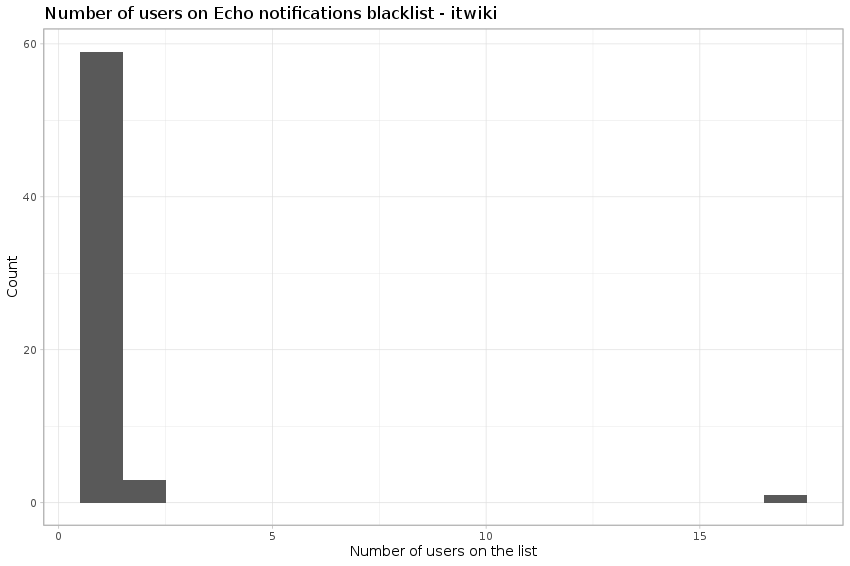 Number of users on Echo notifications blacklist - itwiki
60
40
20
0
Count
0 5 10 15
Number of users on the list